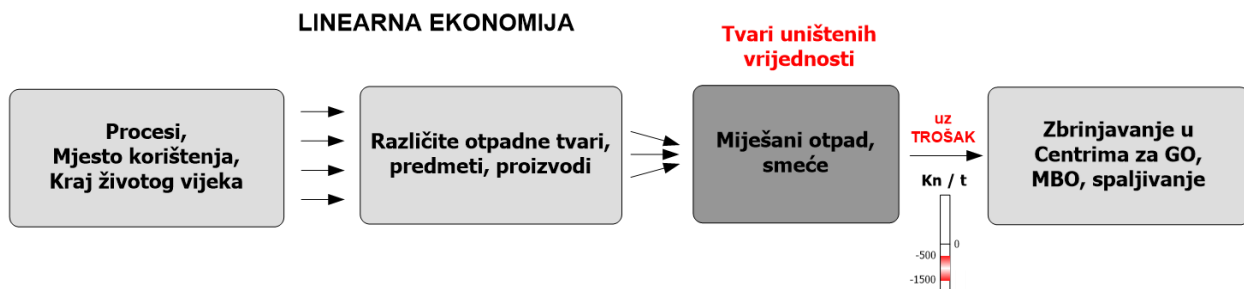 LINEARNA EKONOMIJA
Tvari uništenih
vrijednosti
Procesi,
Mjesto korištenja,
Kraj životog vijeka
Različite otpadne tvari,
predmeti, proizvodi
Miješani otpad,
smeće
uz
TROŠAK
Kn / t
0
-500
-1500
Zbrinjavanje u
Centrima za GO,
MBO, spaljivanje